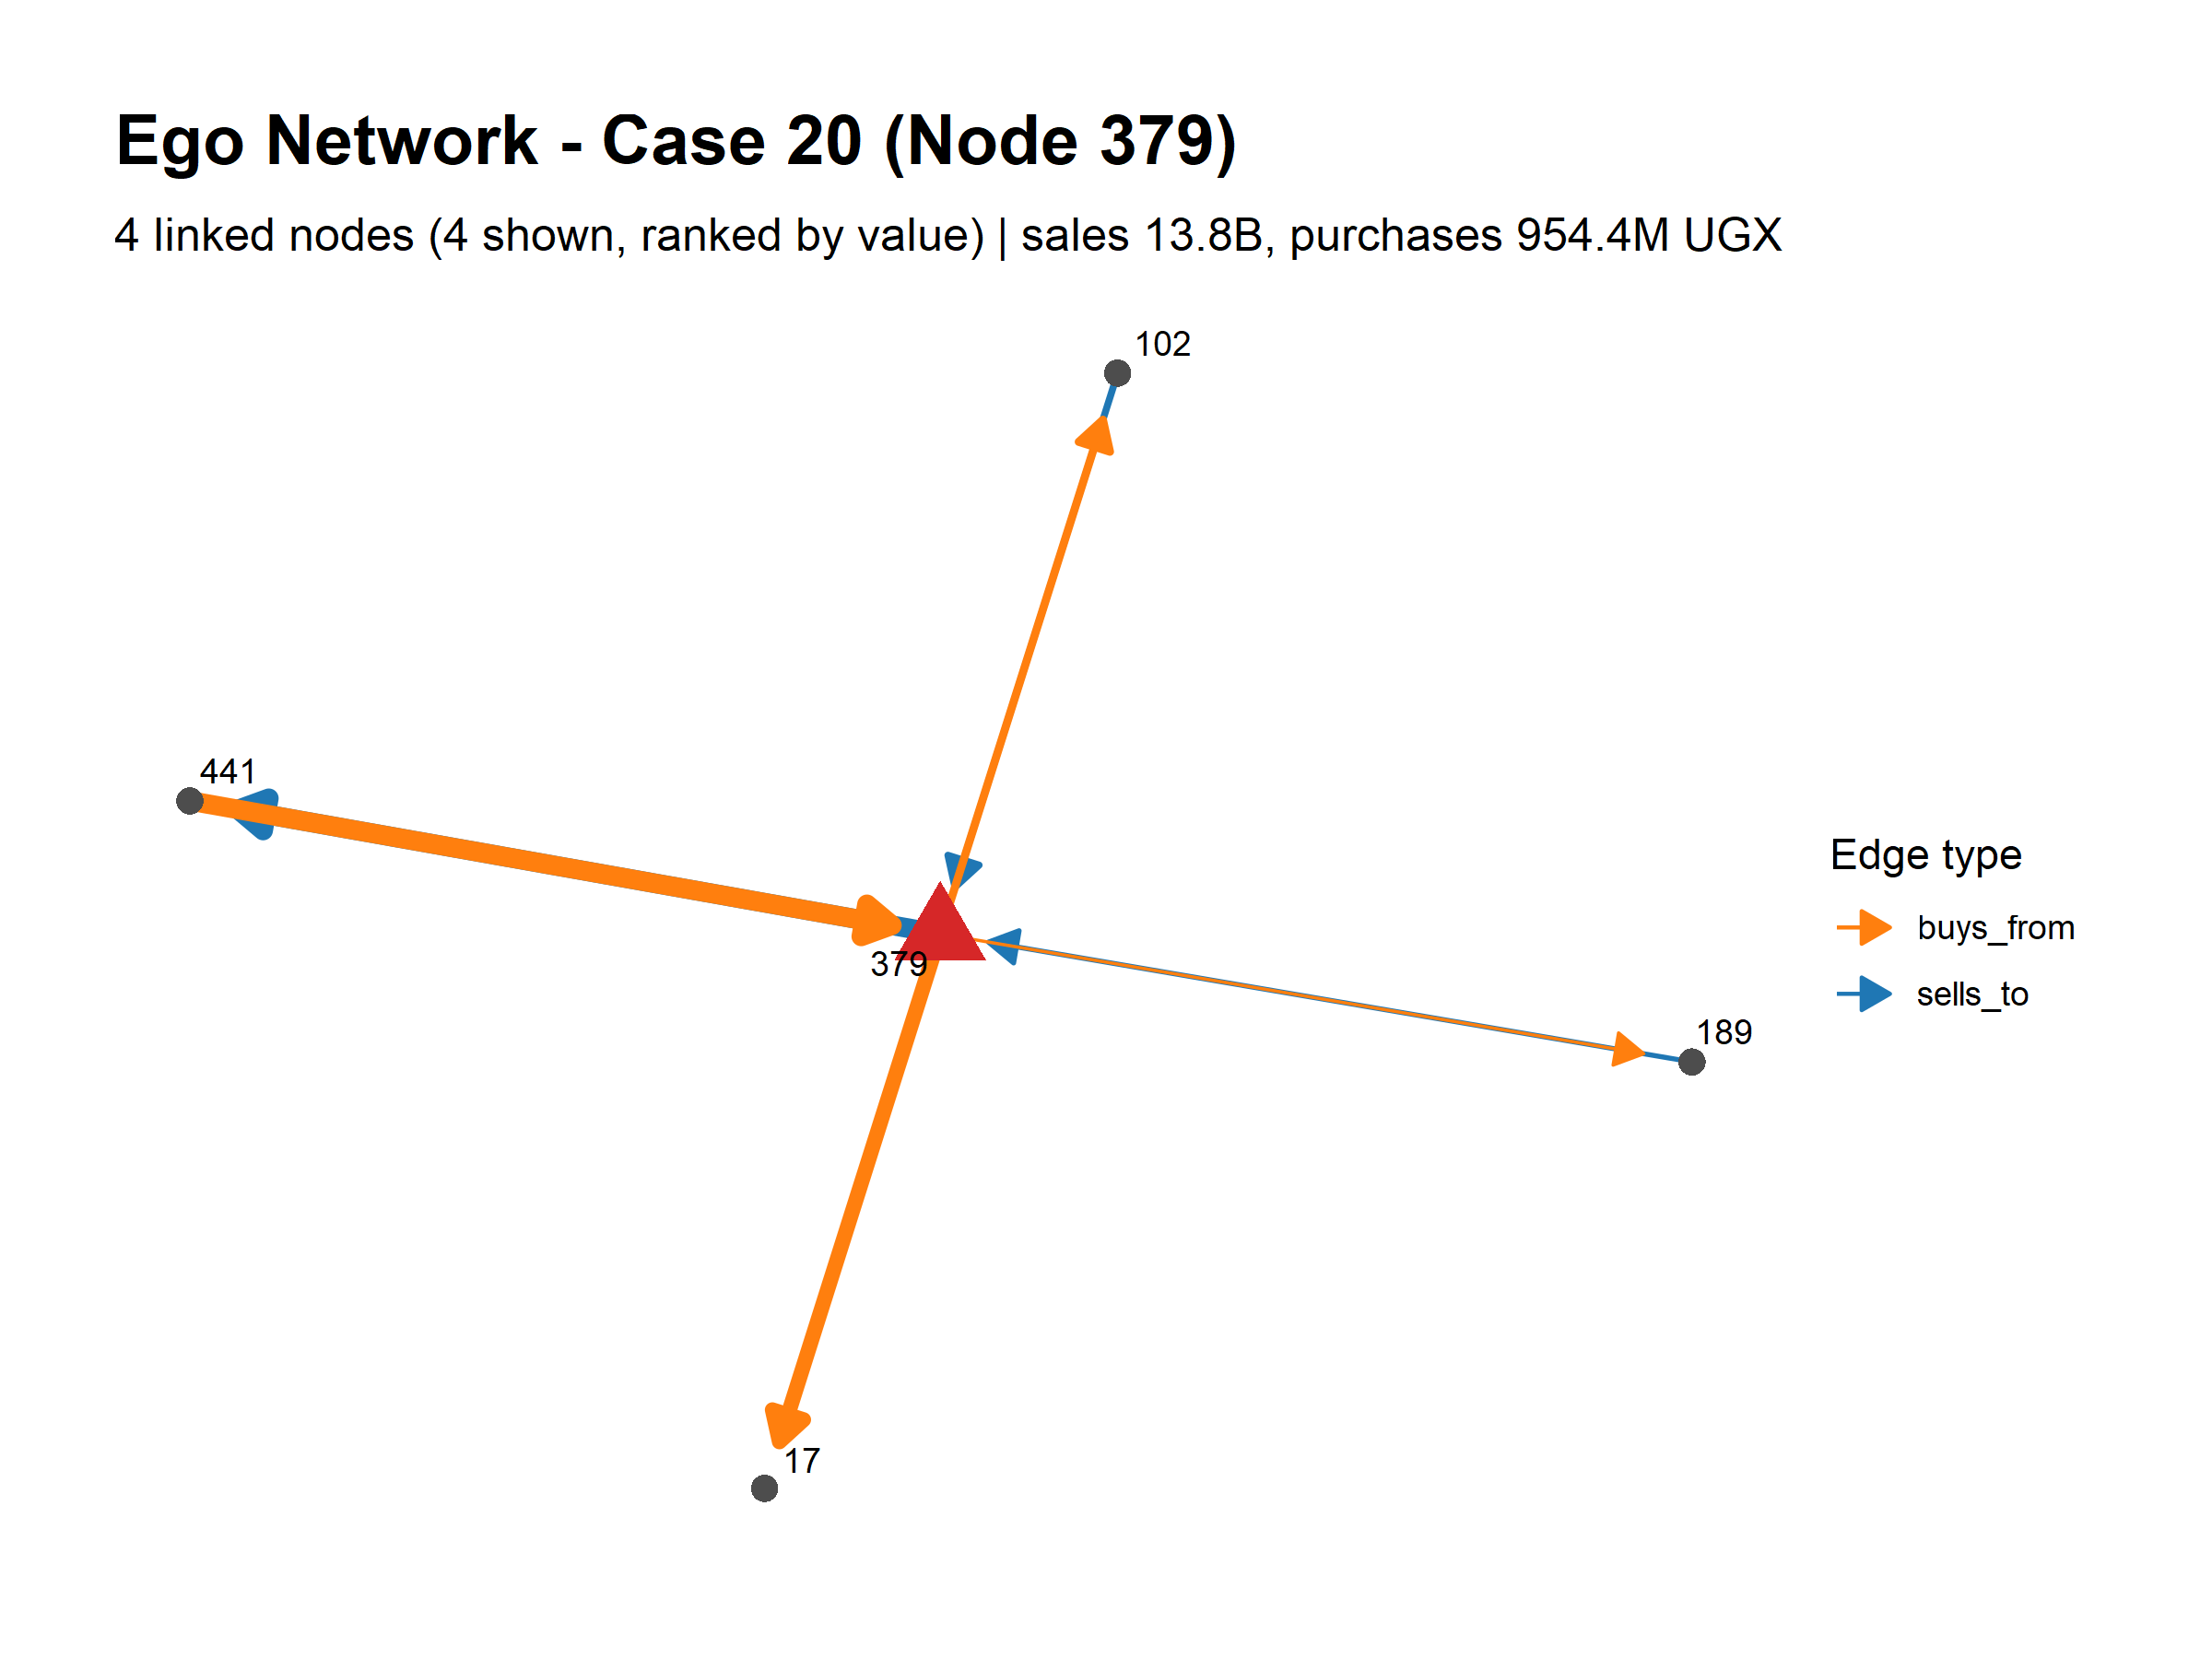 Ego Network - Case 20 (Node 379)
4 linked nodes (4 shown, ranked by value) | sales 13.8B, purchases 954.4M UGX
102
441
379
189
17
Edge type
buys_from
sells_to